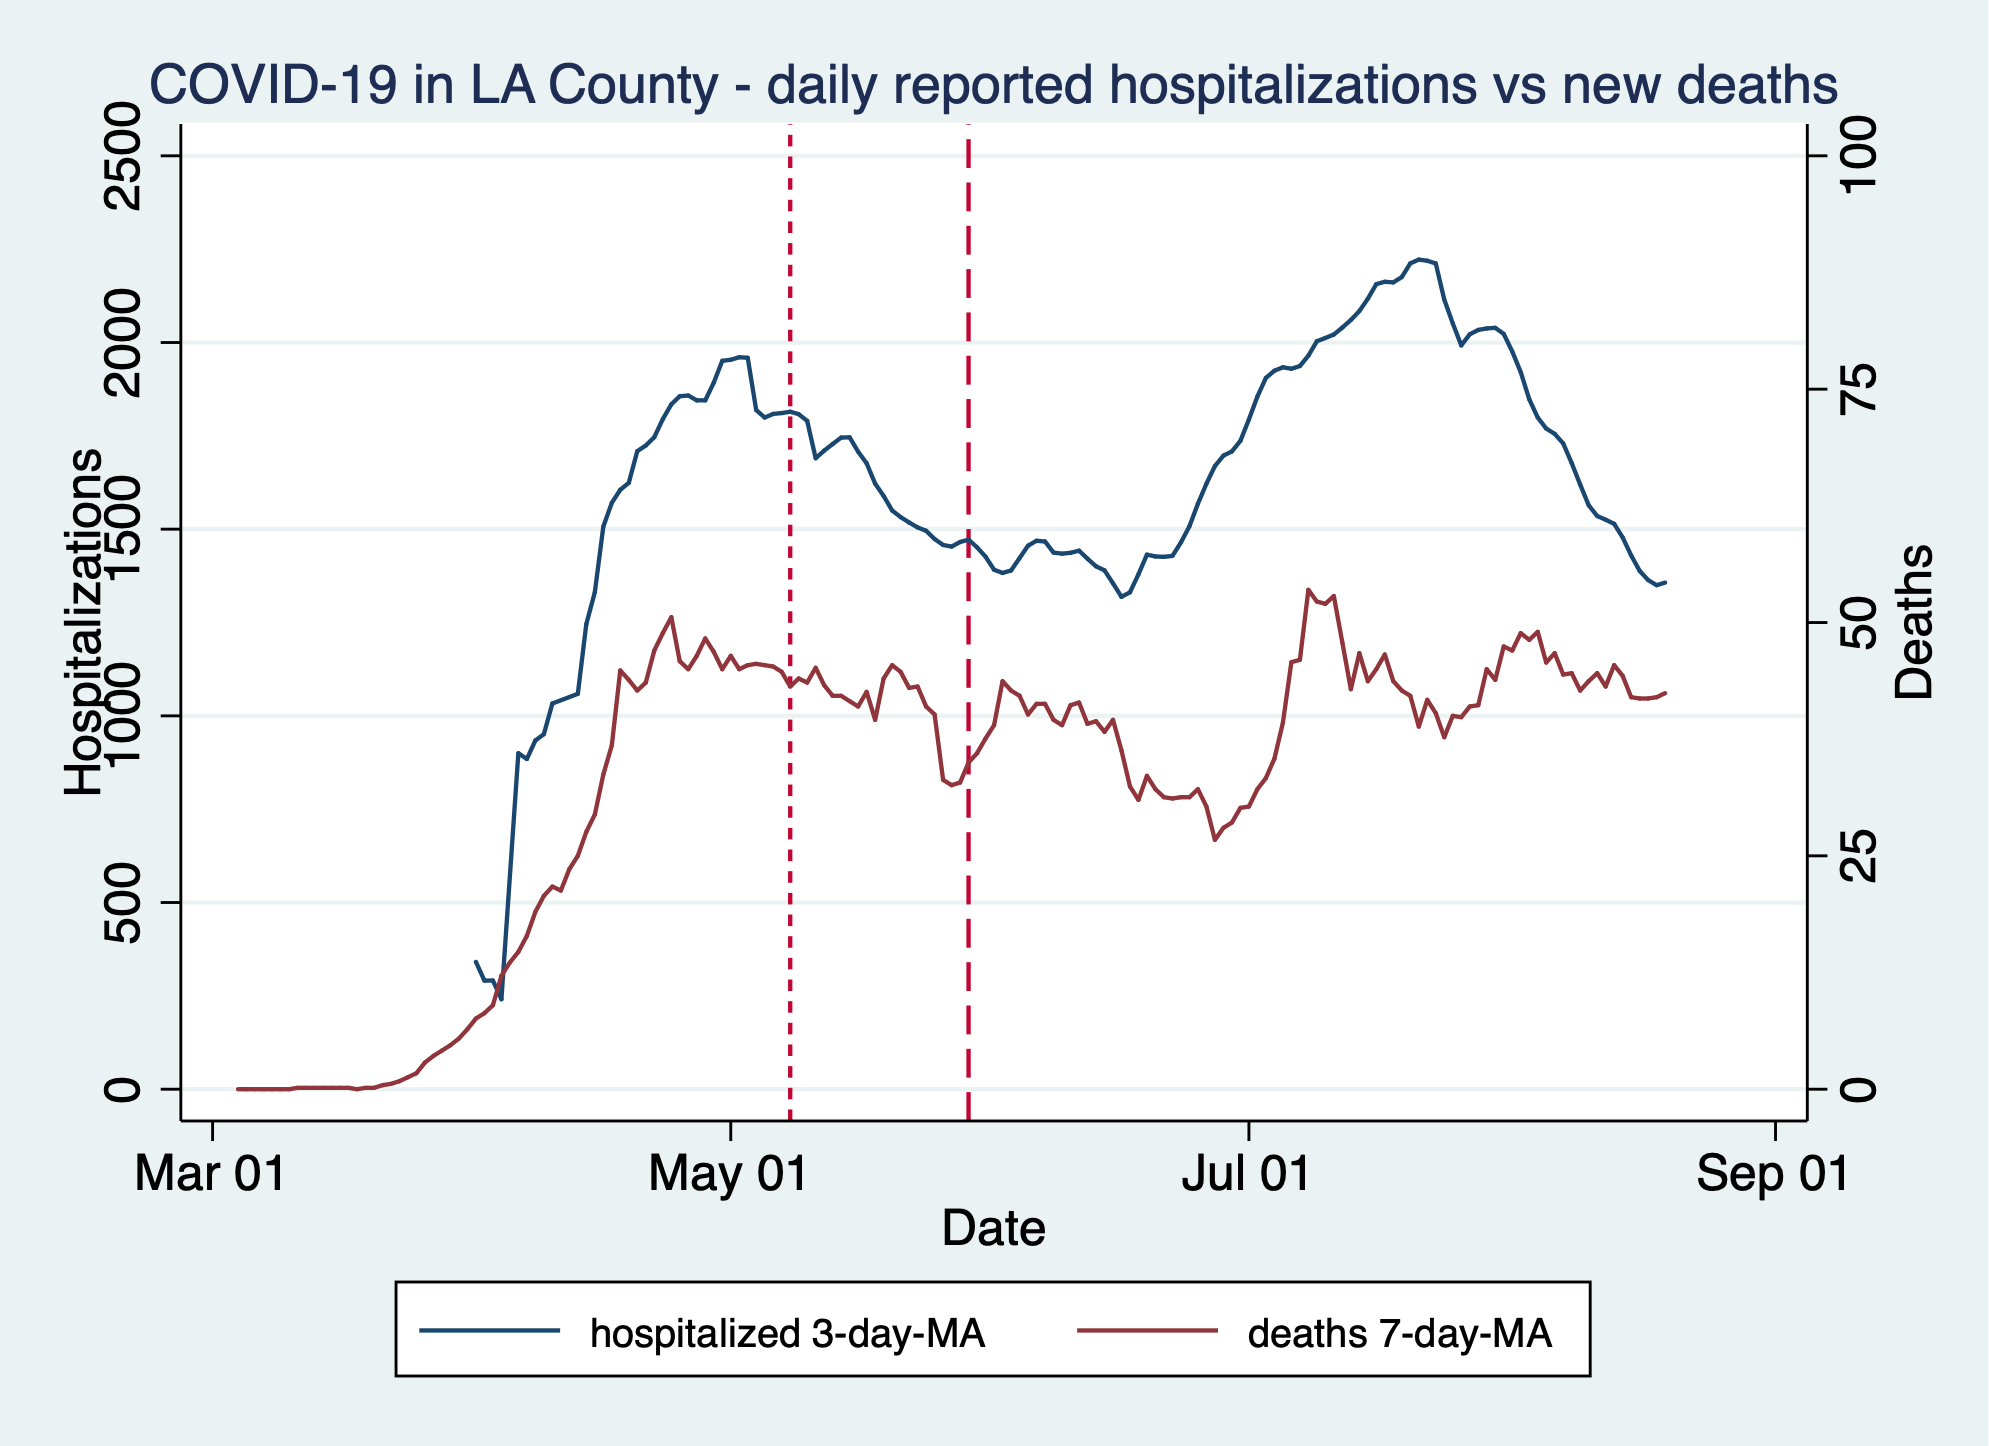 COVID-19 in LA County - daily reported hospitalizations vs new deaths
Hospitalizations
2500
2000
1500
1000
500
0
100
75
50
25
0
Deaths
Mar 01 May 01 Jul 01 Sep 01
Date
hospitalized 3-day-MA deaths 7-day-MA